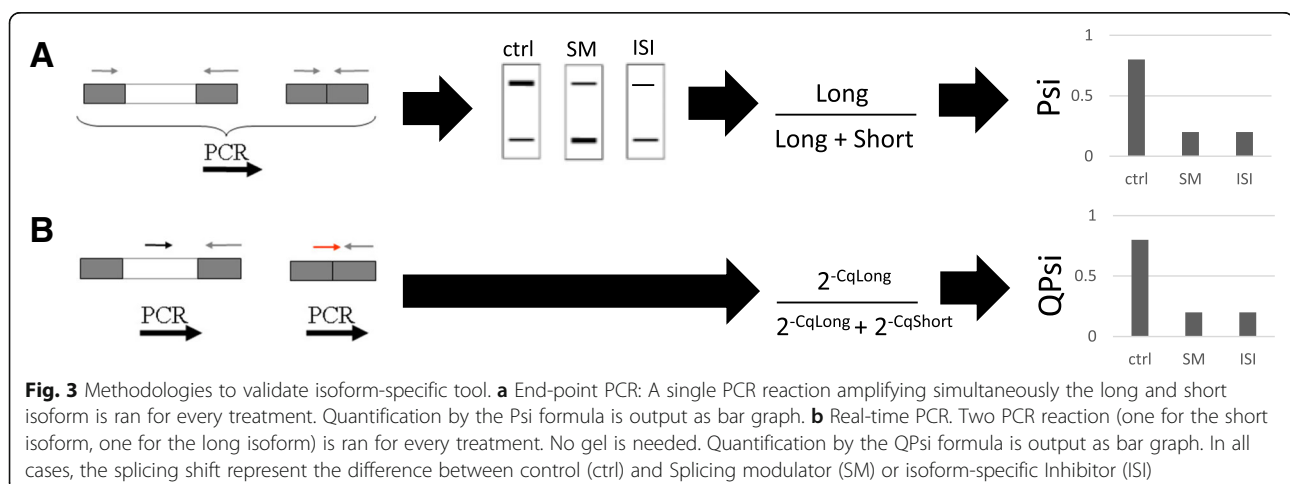 A
PCR
ctrl SM ISI
Long
Long + Short
Psi
1
0.5
0
ctrl SM ISI
B
PCR PCR
2^-CqLong
2^-CqLong + 2^-CqShort
QPsi
1
0.5
0
ctrl SM ISI
Fig. 3 Methodologies to validate isoform-specific tool. a End-point PCR: A single PCR reaction amplifying simultaneously the long and short
isoform is ran for every treatment. Quantification by the Psi formula is output as bar graph. b Real-time PCR. Two PCR reaction (one for the short
isoform, one for the long isoform) is ran for every treatment. No gel is needed. Quantification by the QPsi formula is output as bar graph. In all
cases, the splicing shift represent the difference between control (ctrl) and Splicing modulator (SM) or isoform-specific Inhibitor (ISI)